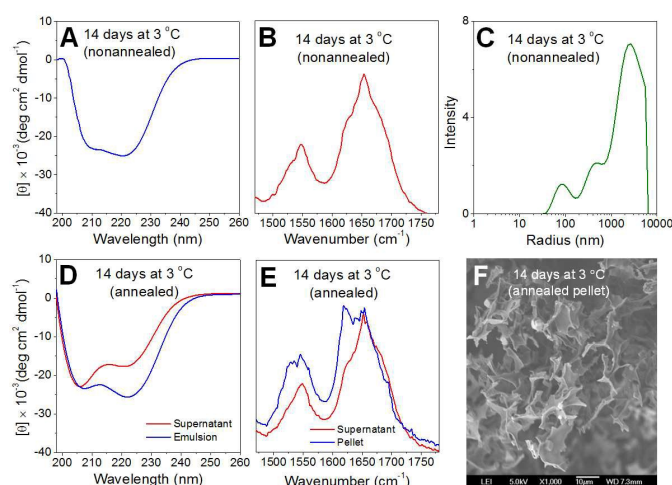 A
14 days at 3 °C
(nonannealed)
0
-10
-20
-30
-40
200 210 220 230 240 250 260
Wavelength (nm)
[θ] × 10⁻³ (deg cm² dmol⁻¹)
B
14 days at 3 °C
(nonannealed)
1500 1550 1600 1650 1700 1750
Wavenumber (cm⁻¹)
C
14 days at 3 °C
(nonannealed)
8
4
0
Intensity
1 10 100 1000 10000
Radius (nm)
D
14 days at 3 °C
(annealed)
0
-10
-20
-30
-40
Supernatant
Emulsion
200 210 220 230 240 250 260
Wavelength (nm)
[θ] × 10⁻³ (deg cm² dmol⁻¹)
E
14 days at 3 °C
(annealed)
Supernatant
Pellet
1500 1550 1600 1650 1700 1750
Wavenumber (cm⁻¹)
F
14 days at 3 °C
(annealed pellet)
LEI 5.0kV X1,000 10μm WD 7.3mm